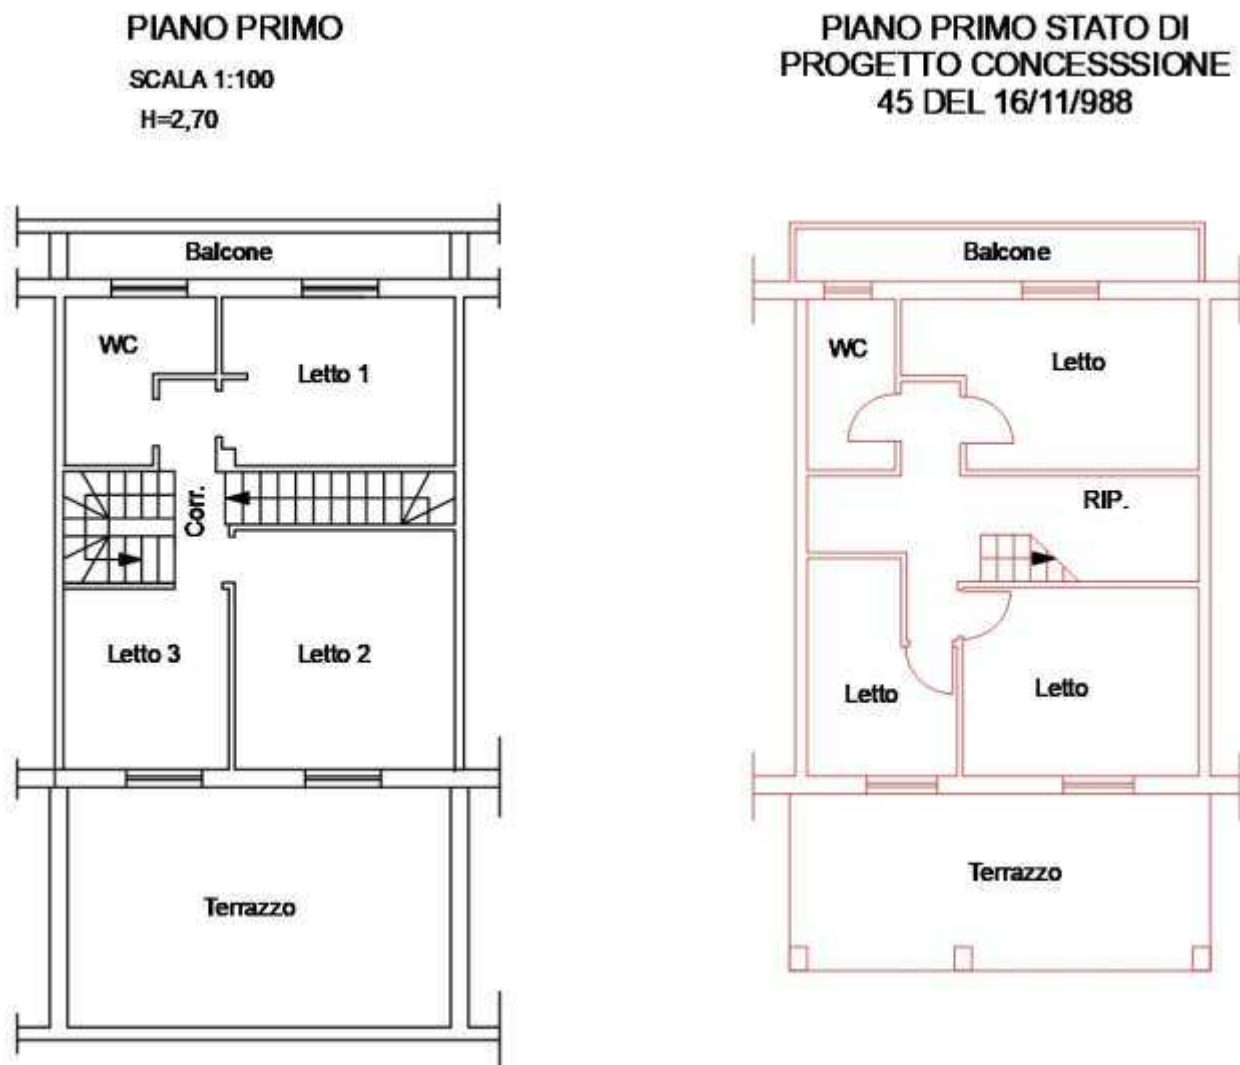 PIANO PRIMO
SCALA 1:100
H=2,70
Balcone
WC
Letto 1
Corr.
Letto 3
Letto 2
Terrazzo
PIANO PRIMO STATO DI
PROGETTO CONCESSSIONE
45 DEL 16/11/988
Balcone
WC
Letto
RIP.
Letto
Letto
Terrazzo